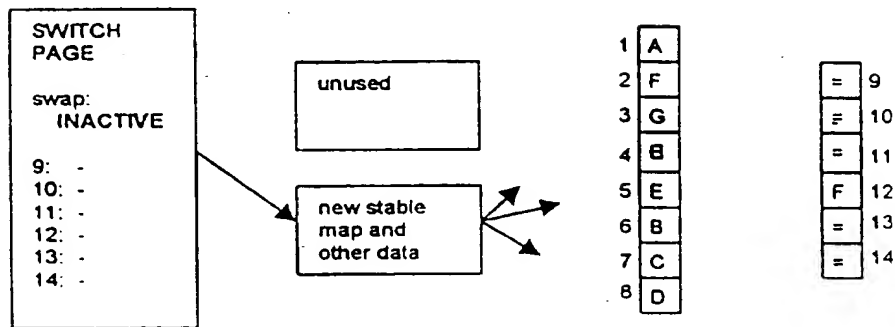 SWITCH
PAGE
swap:
INACTIVE
9: -
10: -
11: -
12: -
13: -
14: -
unused
new stable
map and
other data
1 A
2 F
3 G
4 B
5 E
6 B
7 C
8 D
= 9
= 10
= 11
F 12
= 13
= 14